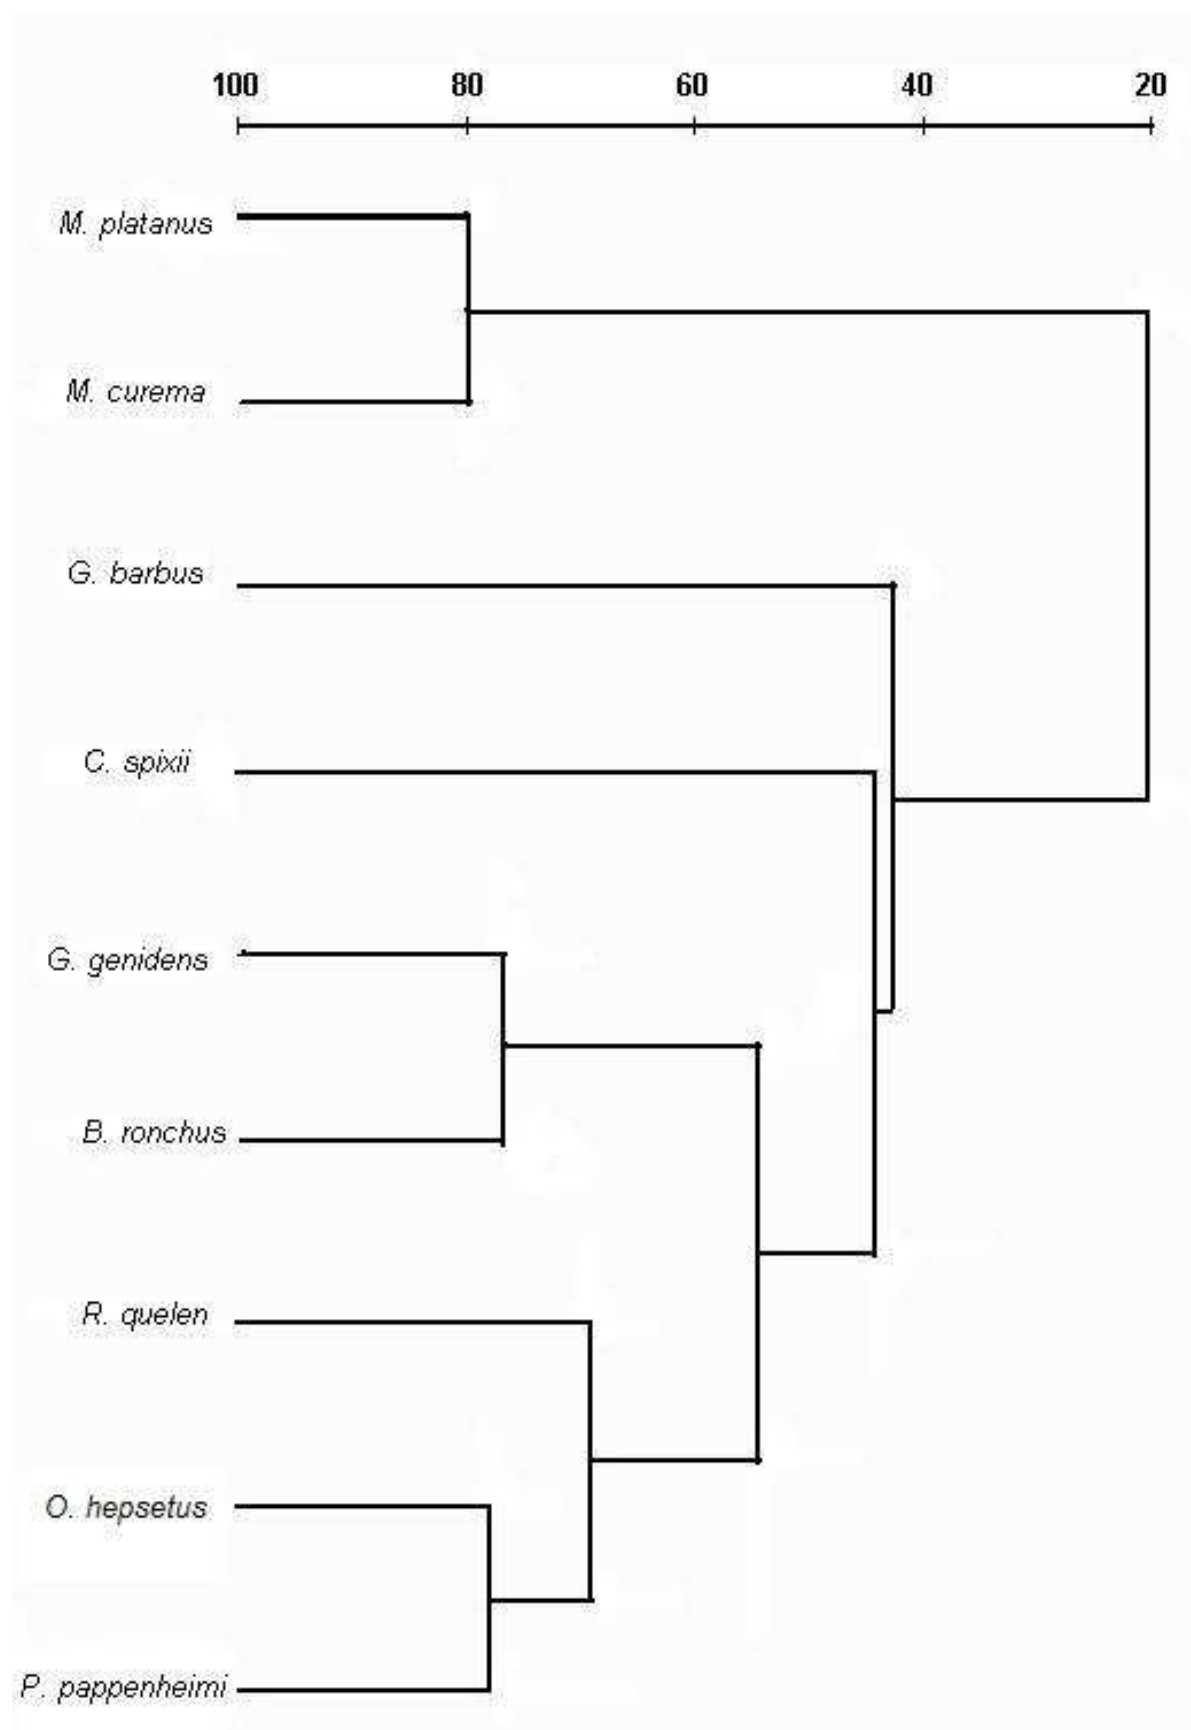 100 80 60 40 20
M. platanus
M. curema
G. barbus
C. spixii
G. genidens
B. ronchus
R. quelen
O. hepsetus
P. pappenheimi